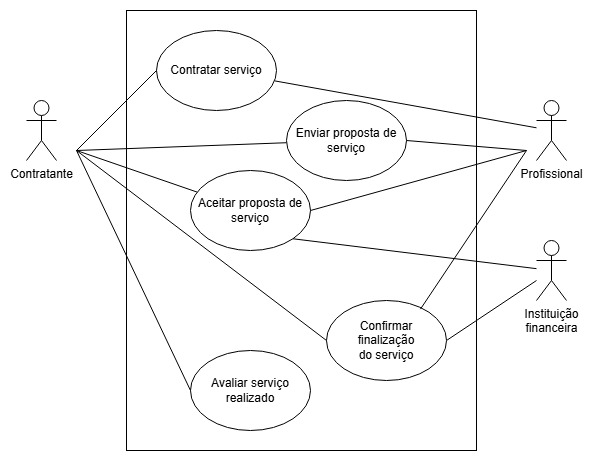 Contratar serviço
Enviar proposta de
serviço
Contratante
Profissional
Aceitar proposta de
serviço
Instituição
financeira
Confirmar
finalização
do serviço
Avaliar serviço
realizado